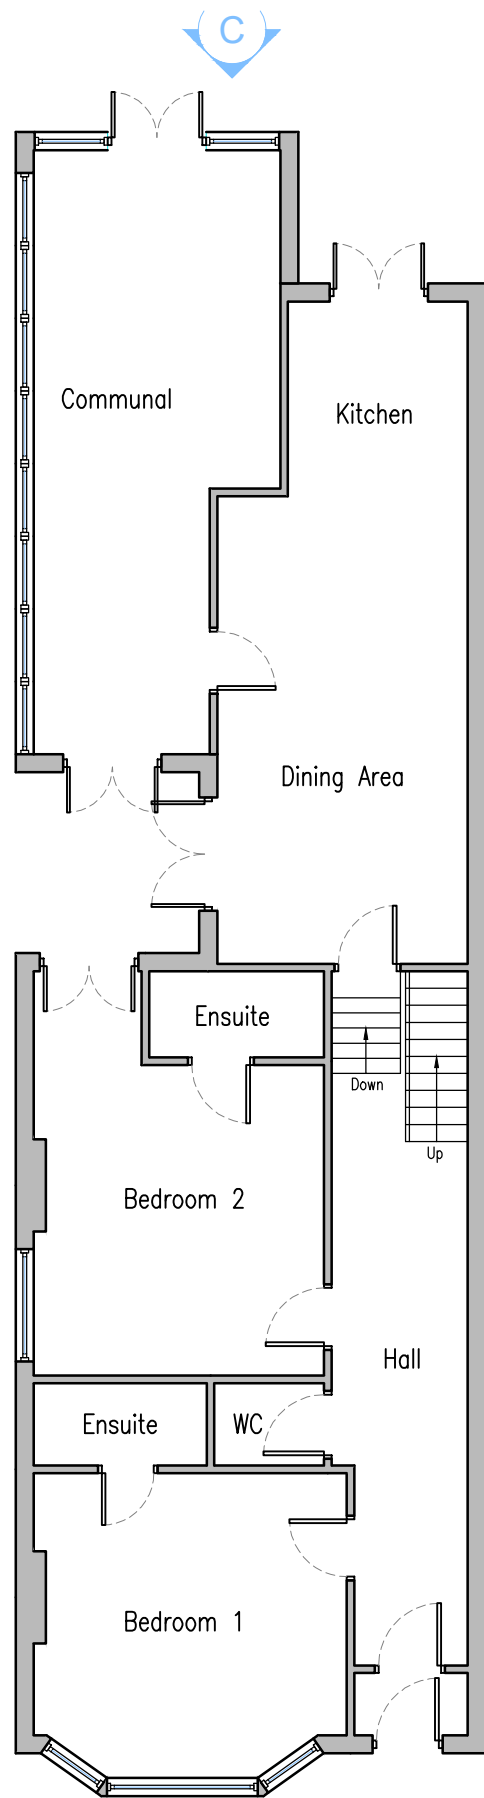 C
Communal
Kitchen
Dining Area
Ensuite
Down
Up
Bedroom 2
Hall
Ensuite
WC
Bedroom 1